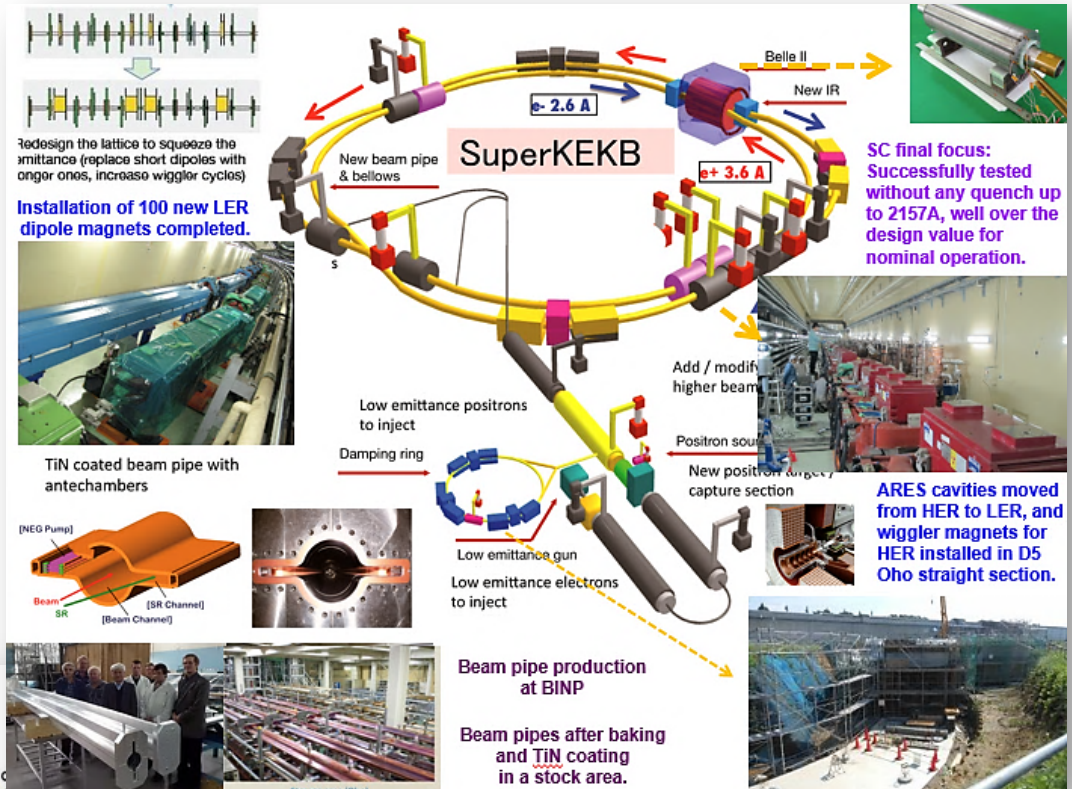 Redesign the lattice to squeeze the
emittance (replace short dipoles with
longer ones, increase wiggler cycles)
Installation of 100 new LER
dipole magnets completed.
TiN coated beam pipe with
antechambers
[NEG Pump]
Beam
SR
[SR Channel]
[Beam Channel]
Belle II
New IR
e- 2.6 A
SuperKEKB
e+ 3.6 A
New beam pipe
& bellows
s
SC final focus:
Successfully tested
without any quench up
to 2157A, well over the
design value for
nominal operation.
Add / modify
higher beam
Low emittance positrons
to inject
Damping ring
Positron sou
New positron target /
capture section
Low emittance gun
Low emittance electrons
to inject
ARES cavities moved
from HER to LER, and
wiggler magnets for
HER installed in D5
Oho straight section.
Beam pipe production
at BINP
Beam pipes after baking
and TiN coating
in a stock area.